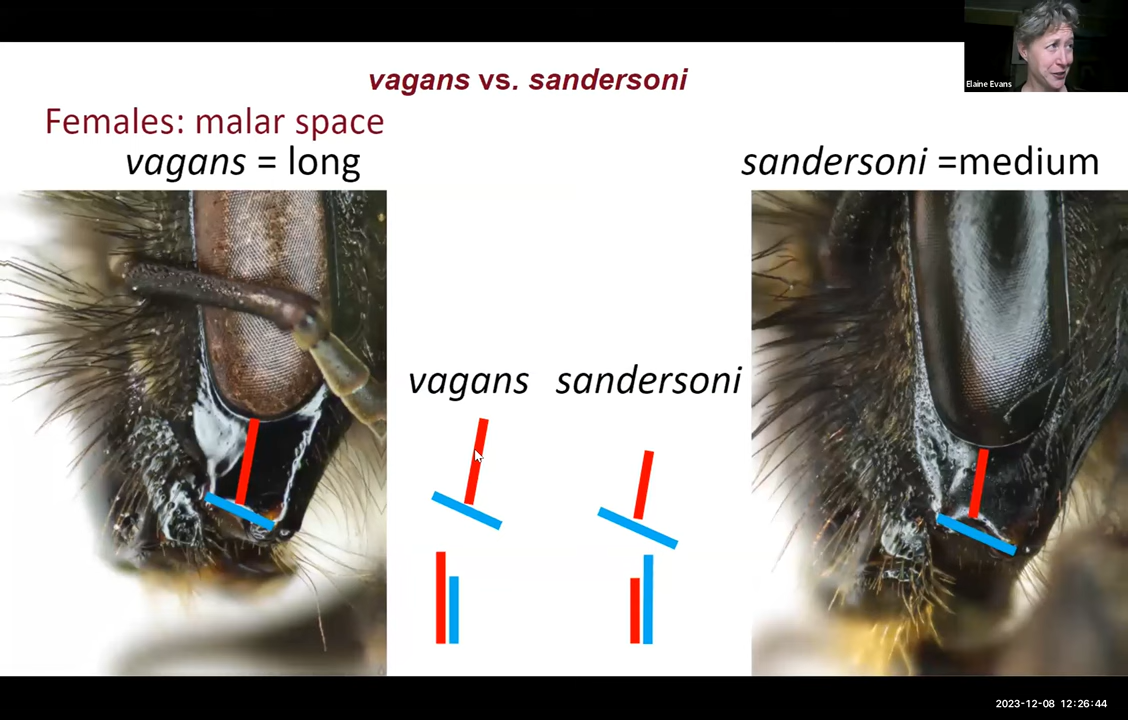 vagans vs. sandersoni
Elaine Evans
Females: malar space
vagans = long
sandersoni =medium
vagans
sandersoni
2023-12-08 12:26:44